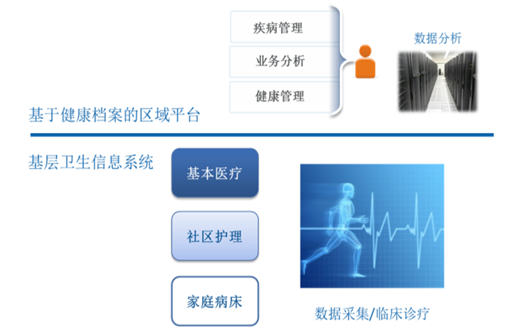 疾病管理
数据分析
业务分析
健康管理
基于健康档案的区域平台
基层卫生信息系统
基本医疗
社区护理
家庭病床
数据采集/临床诊疗